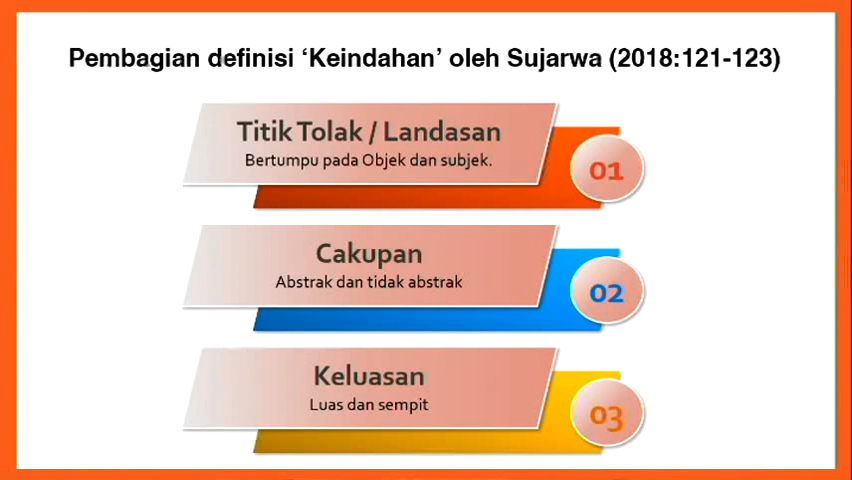 Pembagian definisi ‘Keindahan’ oleh Sujarwa (2018:121-123)
Titik Tolak / Landasan
Bertumpu pada Objek dan subjek.
01
Cakupan
Abstrak dan tidak abstrak
02
Keluasan
Luas dan sempit
03